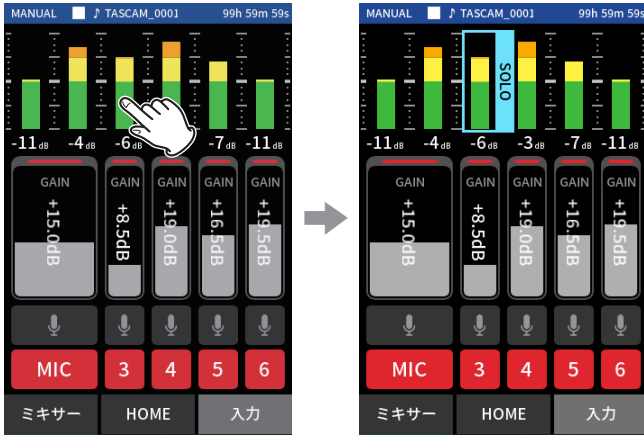 MANUAL ♪ TASCAM_0001 99h 59m 59s
-11dB -4dB -6dB -7dB -11dB
GAIN GAIN GAIN GAIN GAIN
+15.0dB +8.5dB +19.0dB +16.5dB +19.5dB
MIC 3 4 5 6
ミキサー HOME 入力
MANUAL ♪ TASCAM_0001 99h 59m 59s
SOLO
-11dB -4dB -6dB -3dB -7dB -11dB
GAIN GAIN GAIN GAIN GAIN
+15.0dB +8.5dB +19.0dB +16.5dB +19.5dB
MIC 3 4 5 6
ミキサー HOME 入力